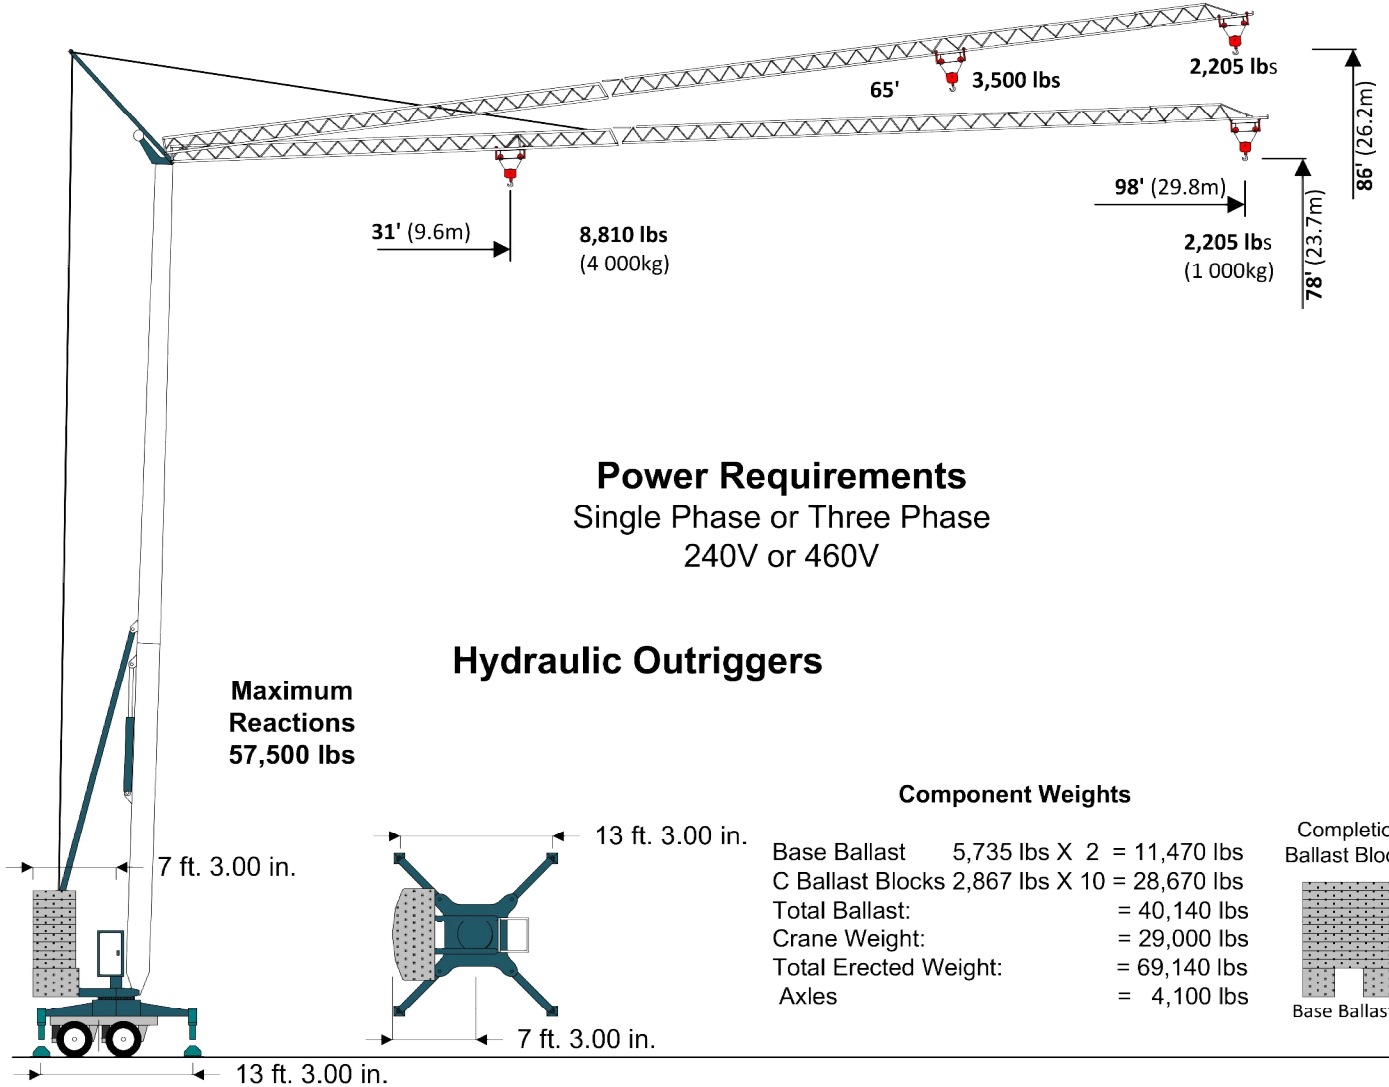 2,205 lbs
3,500 lbs
65'
86' (26.2m)
98' (29.8m)
31' (9.6m)
8,810 lbs
(4 000kg)
2,205 lbs
(1 000kg)
78' (23.7m)
Power Requirements
Single Phase or Three Phase
240V or 460V
Hydraulic Outriggers
Maximum
Reactions
57,500 lbs
Component Weights
13 ft. 3.00 in.
7 ft. 3.00 in.
Base Ballast 5,735 lbs X 2 = 11,470 lbs
C Ballast Blocks 2,867 lbs X 10 = 28,670 lbs
Total Ballast: = 40,140 lbs
Crane Weight: = 29,000 lbs
Total Erected Weight: = 69,140 lbs
Axles = 4,100 lbs
Completio
Ballast Bloc
Base Ballast
7 ft. 3.00 in.
13 ft. 3.00 in.